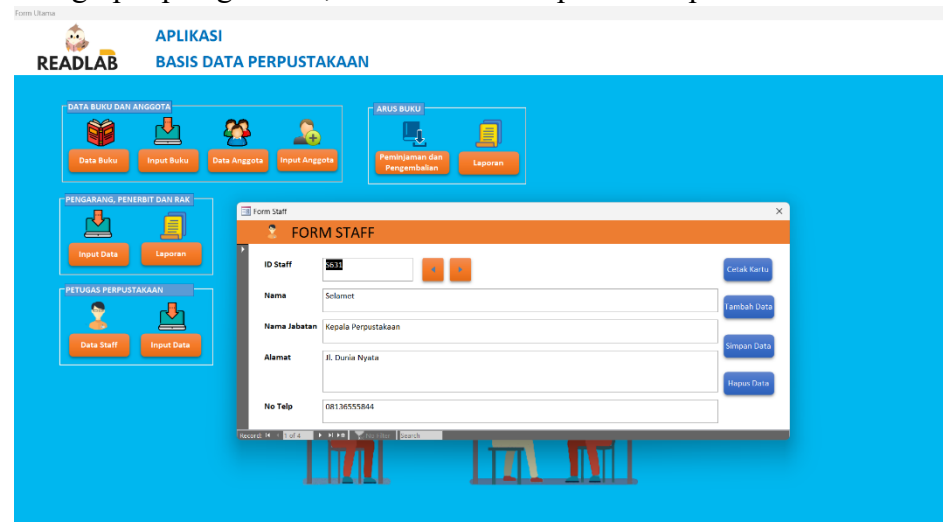 Form Utama
READLAB
APLIKASI
BASIS DATA PERPUSTAKAAN
DATA BUKU DAN ANGGOTA
Data Buku
Input Buku
Data Anggota
Input Anggota
ARUS BUKU
Peminjaman dan
Pengembalian
Laporan
PENGARANG, PENERBIT DAN RAK
Input Data
Laporan
PETUGAS PERPUSTAKAAN
Data Staff
Input Data
Form Staff
FORM STAFF
ID Staff S631
Nama Selamet
Nama Jabatan Kepala Perpustakaan
Alamat Jl. Dunia Nyata
No Telp 08136555844
Cetak Kartu
Tambah Data
Simpan Data
Hapus Data
Record: 1 of 4 No Filter Search